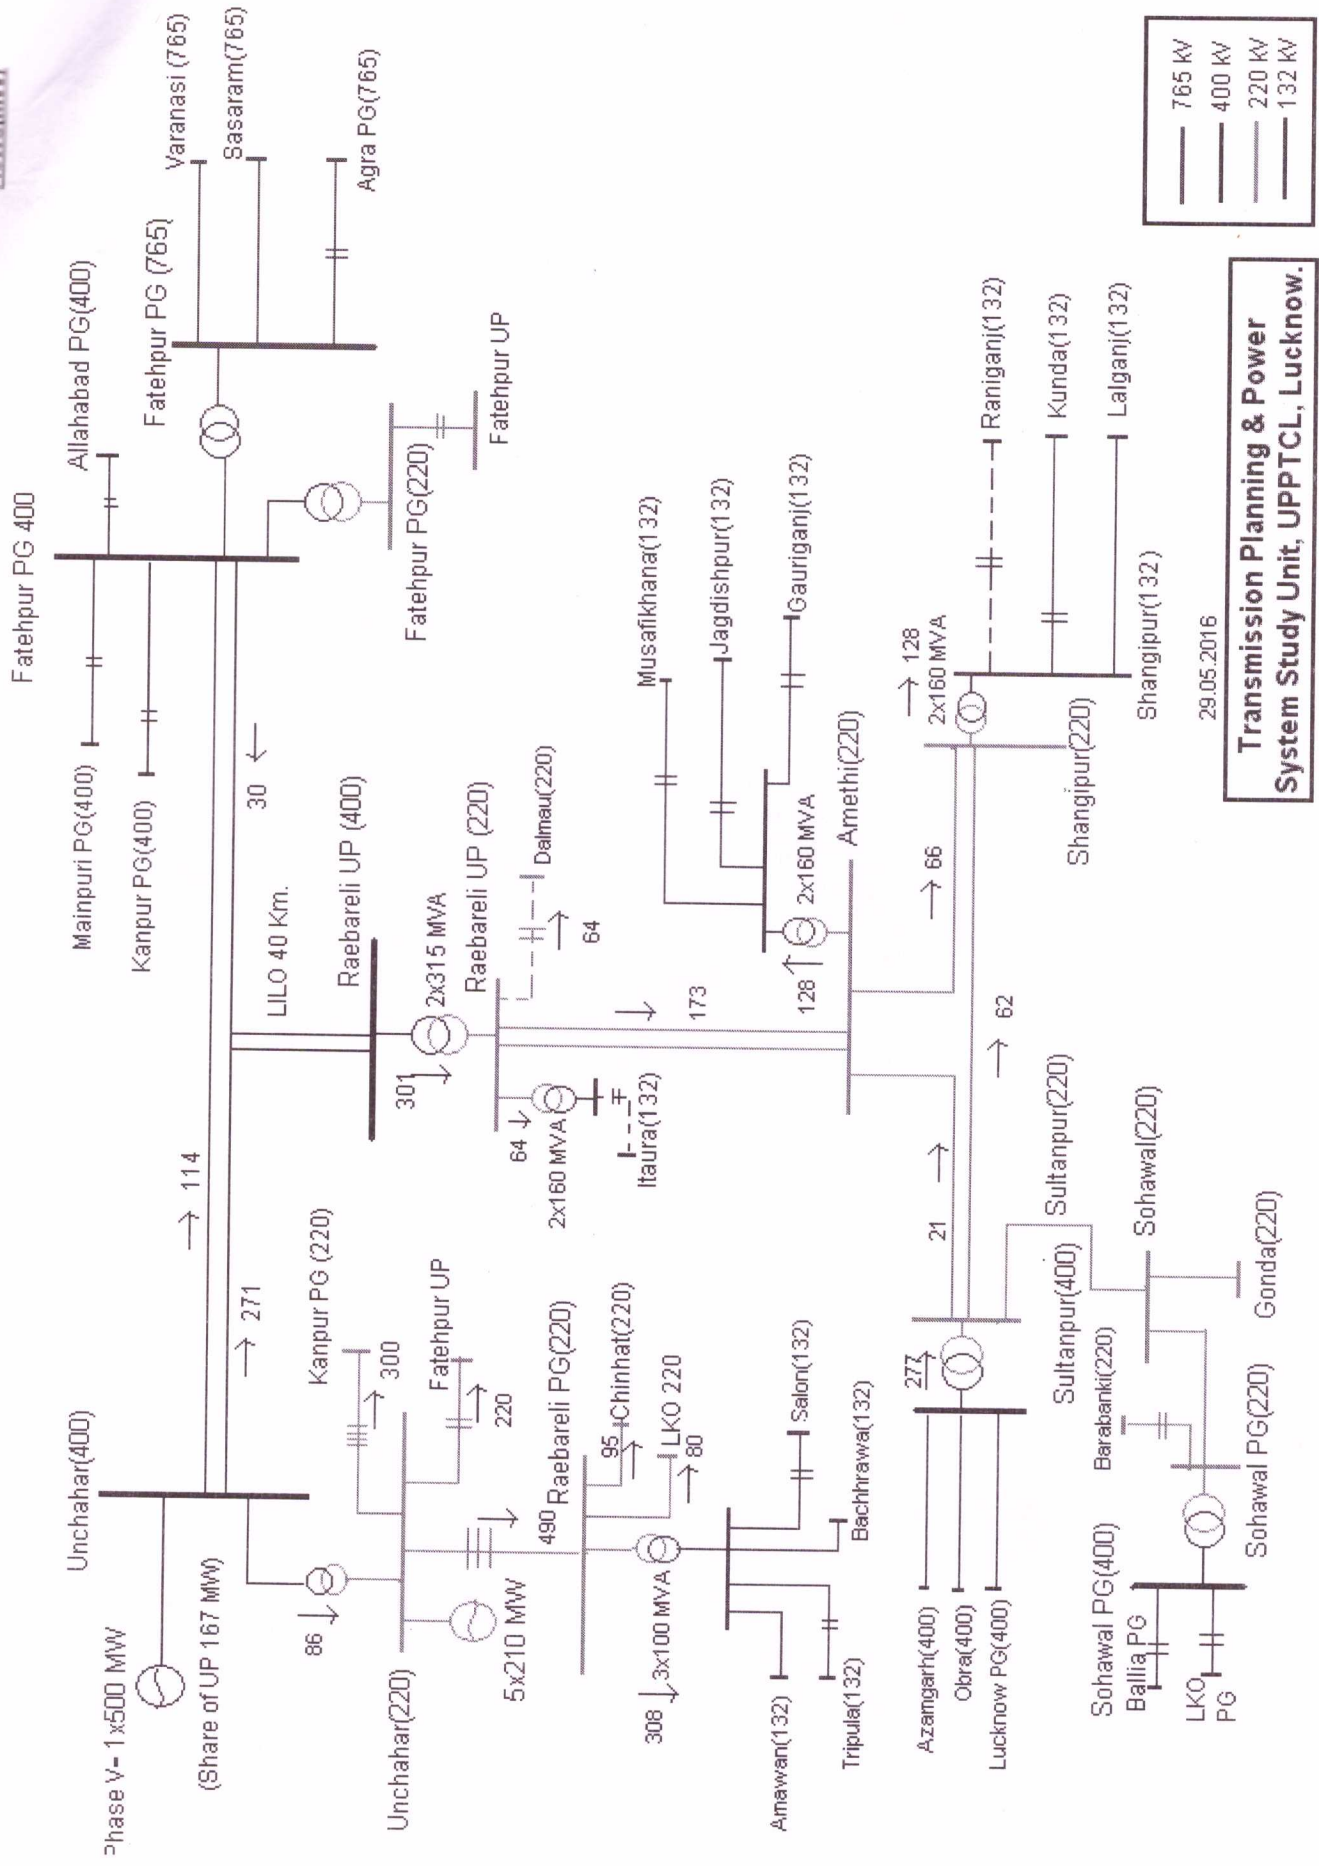 Phase V- 1x500 MW
(Share of UP 167 MW)
Unchahar(400)
114
271
86
Unchahar(220)
5x210 MW
Kanpur PG (220)
300
Fatehpur UP
220
490
Raebareli PG(220)
95
Chinhat(220)
LKO 220
80
308
3x100 MVA
Amawan(132)
Tripula(132)
Bachhrawa(132)
Salon(132)
Fatehpur PG 400
Mainpuri PG(400)
Kanpur PG(400)
Allahabad PG(400)
30
Fatehpur PG (765)
Varanasi (765)
Sasaram(765)
Agra PG(765)
Fatehpur PG(220)
Fatehpur UP
LILO 40 Km.
Raebareli UP (400)
2x315 MVA
301
Raebareli UP (220)
Dalmau(220)
64
64
2x160 MVA
Itaura(132)
173
Musafikhana(132)
Jagdishpur(132)
Gauriganj(132)
2x160 MVA
128
Amethi(220)
66
62
21
Azamgarh(400)
Obra(400)
Lucknow PG(400)
277
Sultanpur(400)
Sultanpur(220)
Sohawal(220)
Gonda(220)
Barabanki(220)
Sohawal PG(220)
Sohawal PG(400)
Ballia PG
LKO
PG
128
2x160 MVA
Shangipur(220)
Shangipur(132)
Raniganj(132)
Kunda(132)
Lalganj(132)
29.05.2016
Transmission Planning & Power
System Study Unit, UPPTCL, Lucknow.
765 kV
400 kV
220 kV
132 kV